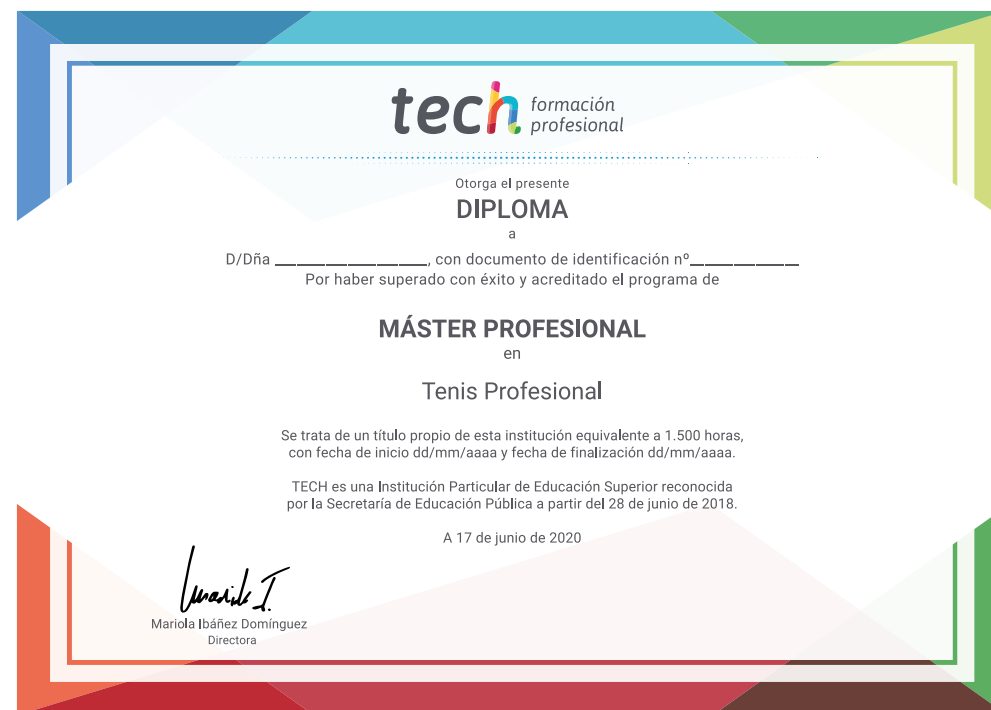 tech formación
profesional
Otorga el presente
DIPLOMA
a
D/Dña ________________, con documento de identificación nº____________
Por haber superado con éxito y acreditado el programa de
MÁSTER PROFESIONAL
en
Tenis Profesional
Se trata de un título propio de esta institución equivalente a 1.500 horas,
con fecha de inicio dd/mm/aaaa y fecha de finalización dd/mm/aaaa.
TECH es una Institución Particular de Educación Superior reconocida
por la Secretaría de Educación Pública a partir del 28 de junio de 2018.
A 17 de junio de 2020
Mariola Ibáñez Domínguez
Directora